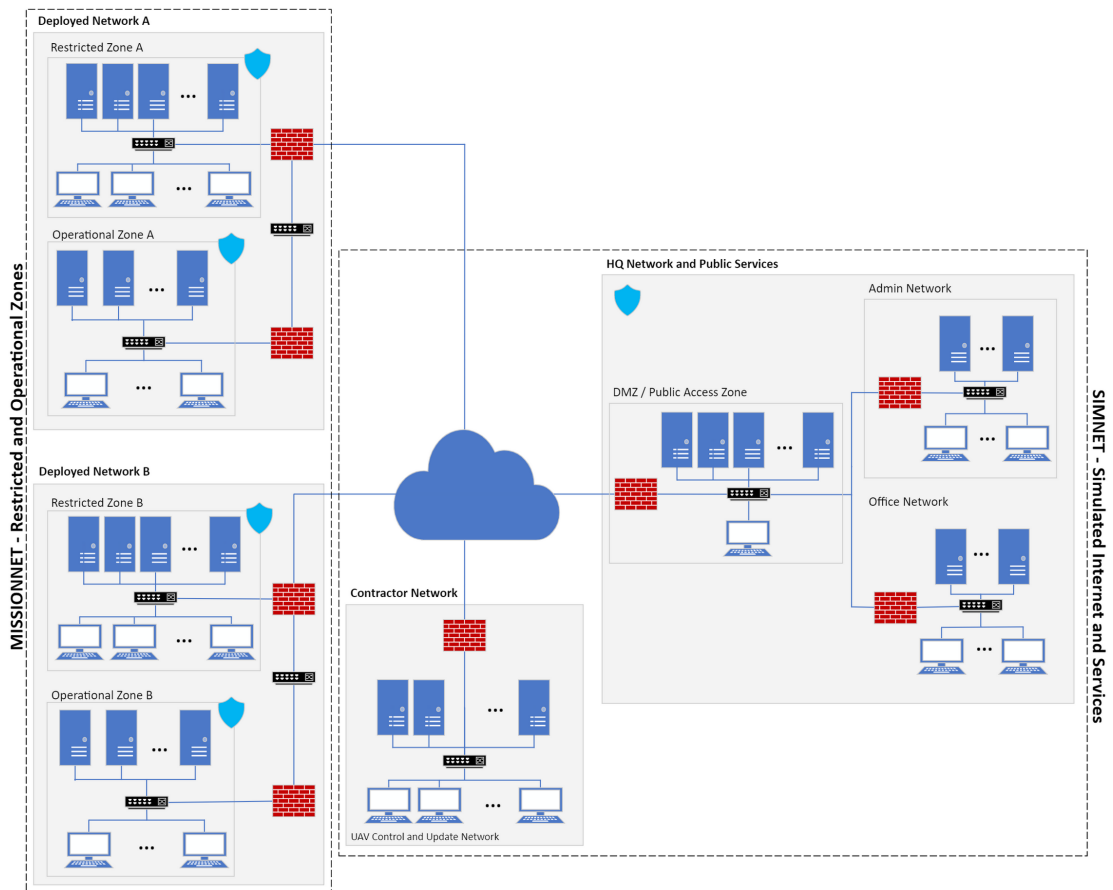 Deployed Network A
Restricted Zone A
...
...
Operational Zone A
...
...
MISSIONNET - Restricted and Operational Zones
Deployed Network B
Restricted Zone B
...
...
Operational Zone B
...
...
HQ Network and Public Services
Admin Network
...
...
DMZ / Public Access Zone
...
Office Network
...
...
Contractor Network
...
...
UAV Control and Update Network
SIMNET - Simulated Internet and Services